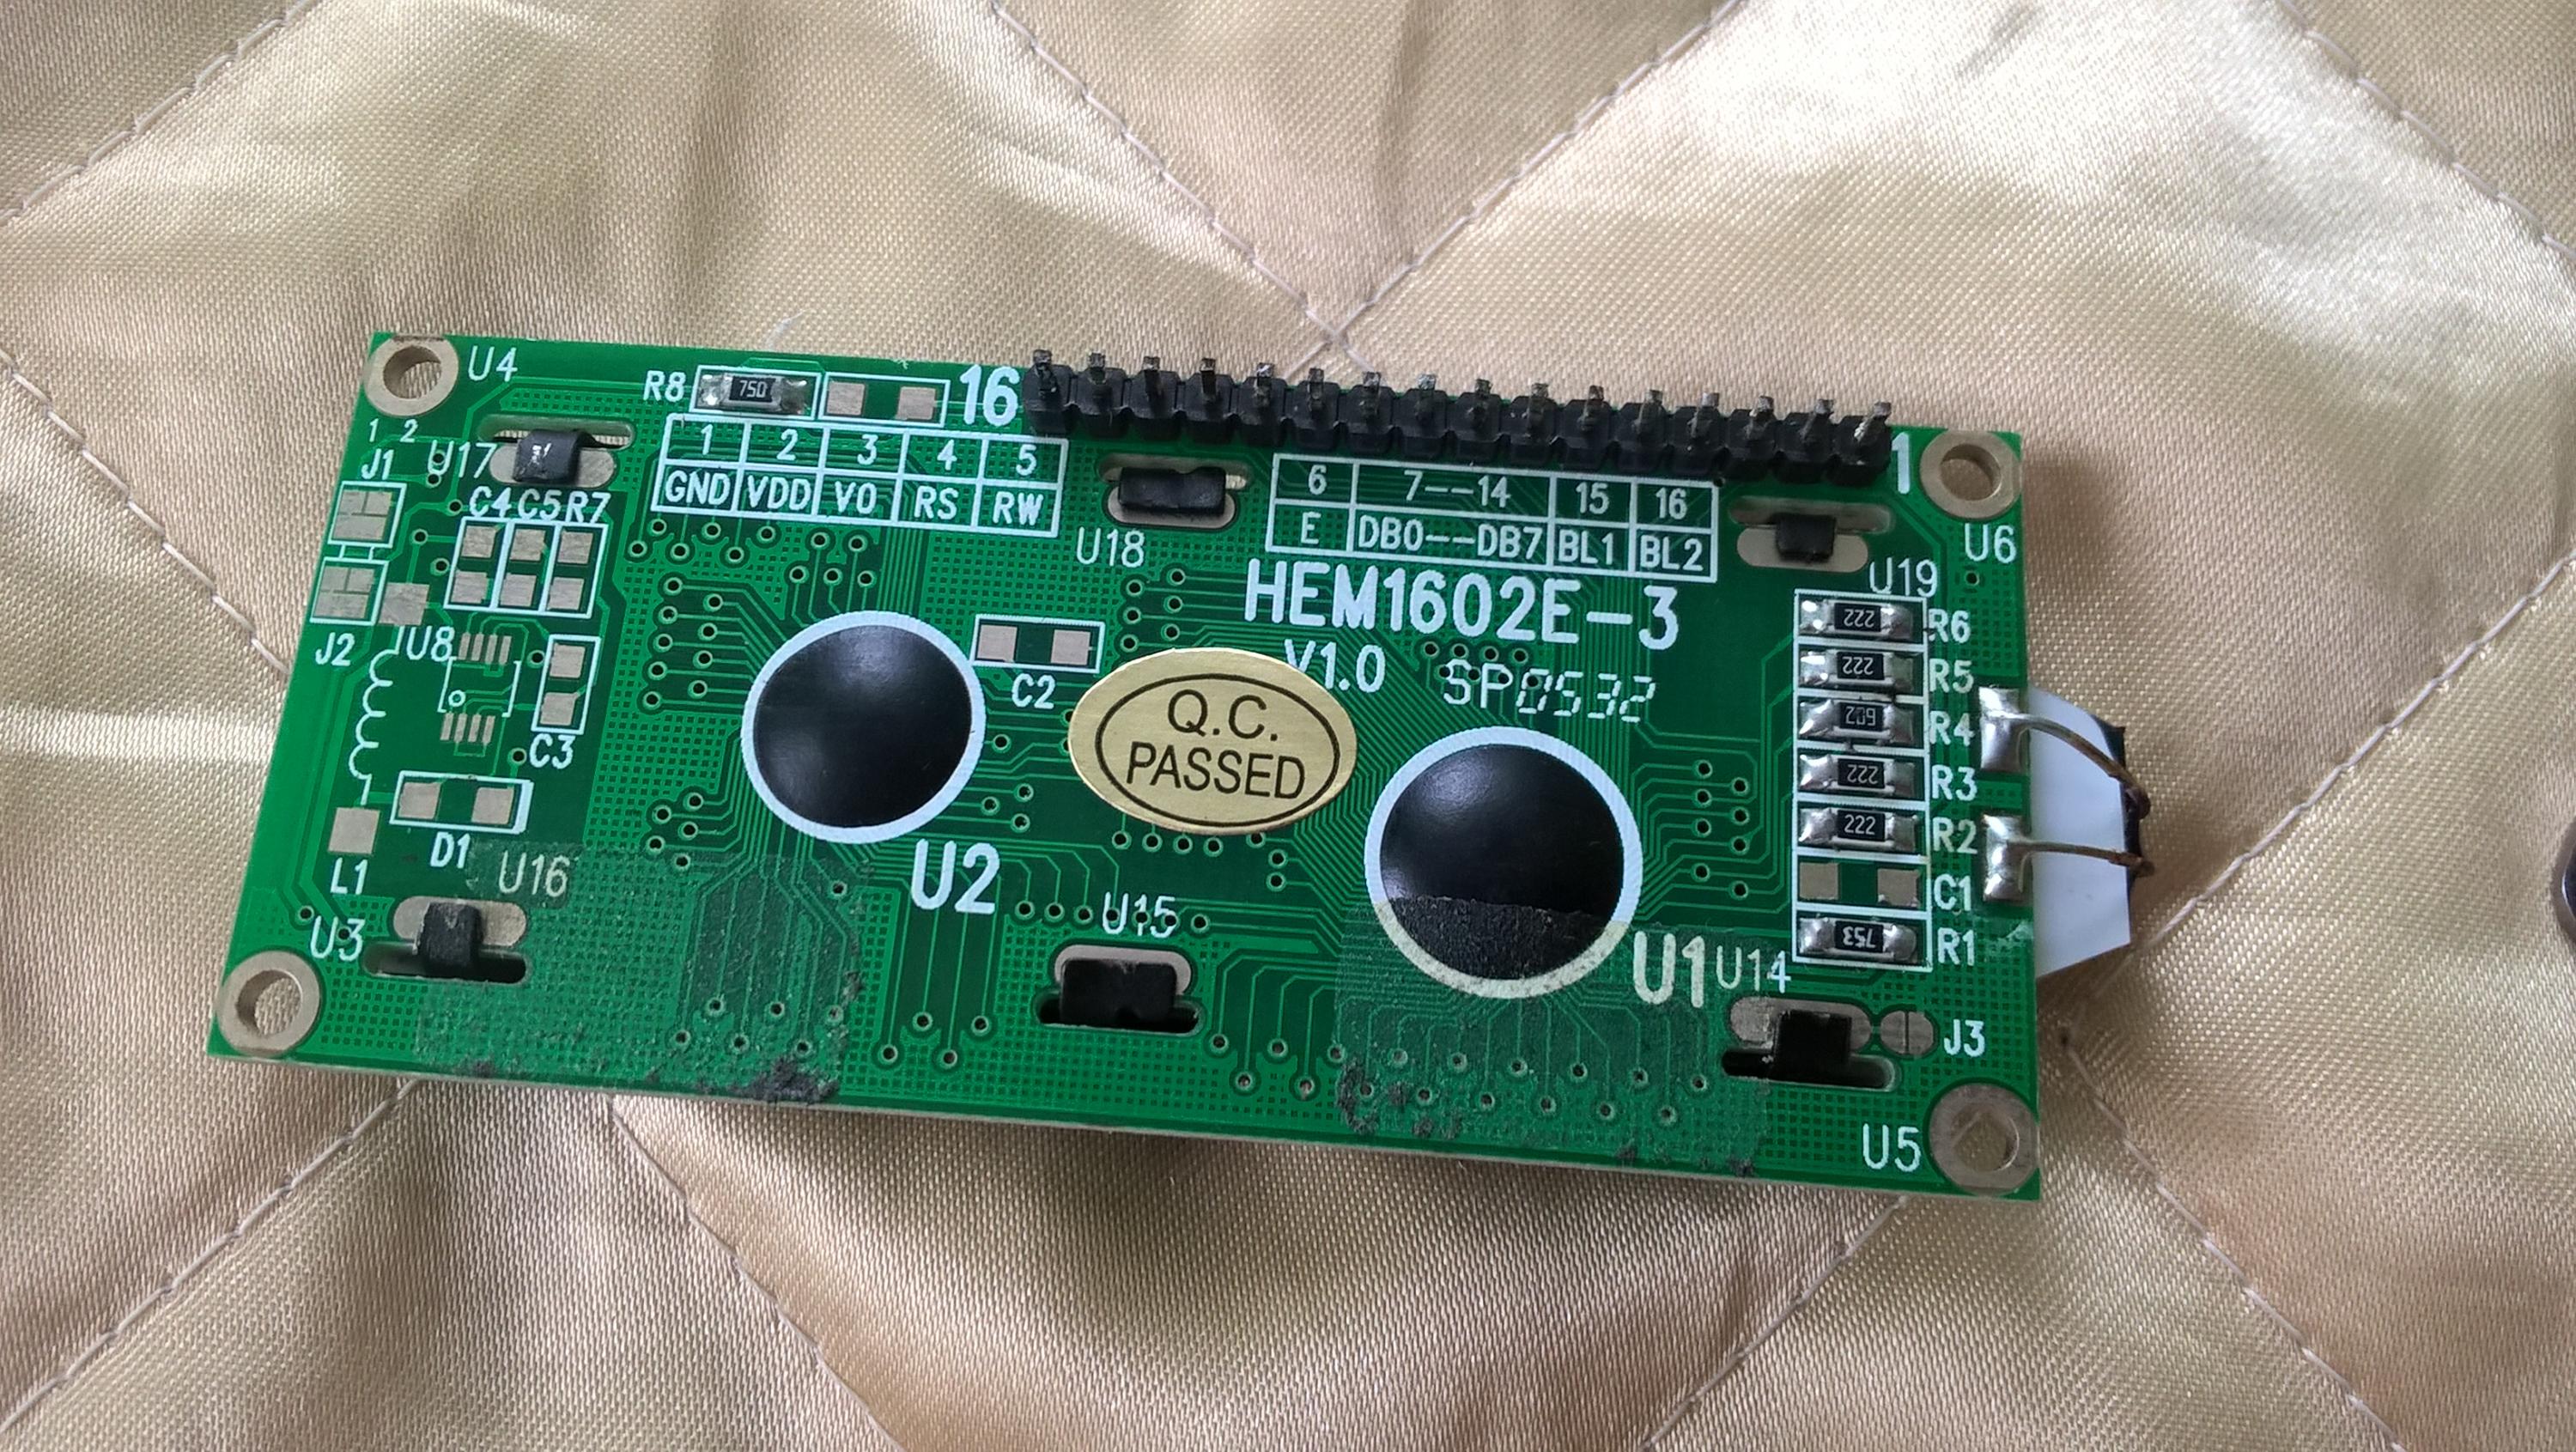 U4
R8 750
16
1
U6
1 2
J1
U17
C4 C5 R7
1 2 3 4 5
GND VDD V0 RS RW
U18
6 7--14 15 16
E DB0--DB7 BL1 BL2
U19
HEM1602E-3
V1.0
SP0532
J2
U8
C3
C2
Q.C.
PASSED
222 R6
222 R5
R4
222 R3
222 R2
C1
753 R1
D1
L1
U16
U3
U2
U15
U1
U14
J3
U5